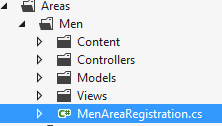 Areas
Men
Content
Controllers
Models
Views
C# MenAreaRegistration.cs